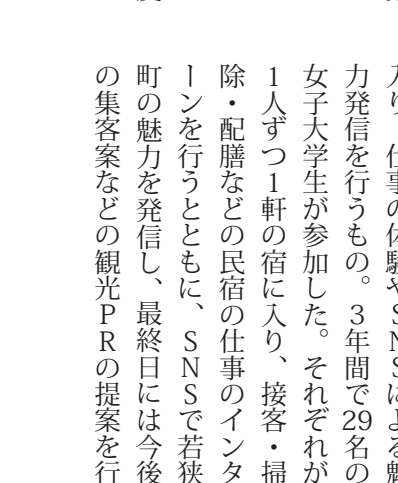 入り、仕事の体験やSNSによる魅
力発信を行うもの。3年間で29名の
女子大学生が参加した。それぞれが
1人ずつ1軒の宿に入り、接客・掃
除・配膳などの民宿の仕事のインタ
ーンを行うとともに、SNSで若狭
町の魅力を発信し、最終日には今後
の集客案などの観光PRの提案を行